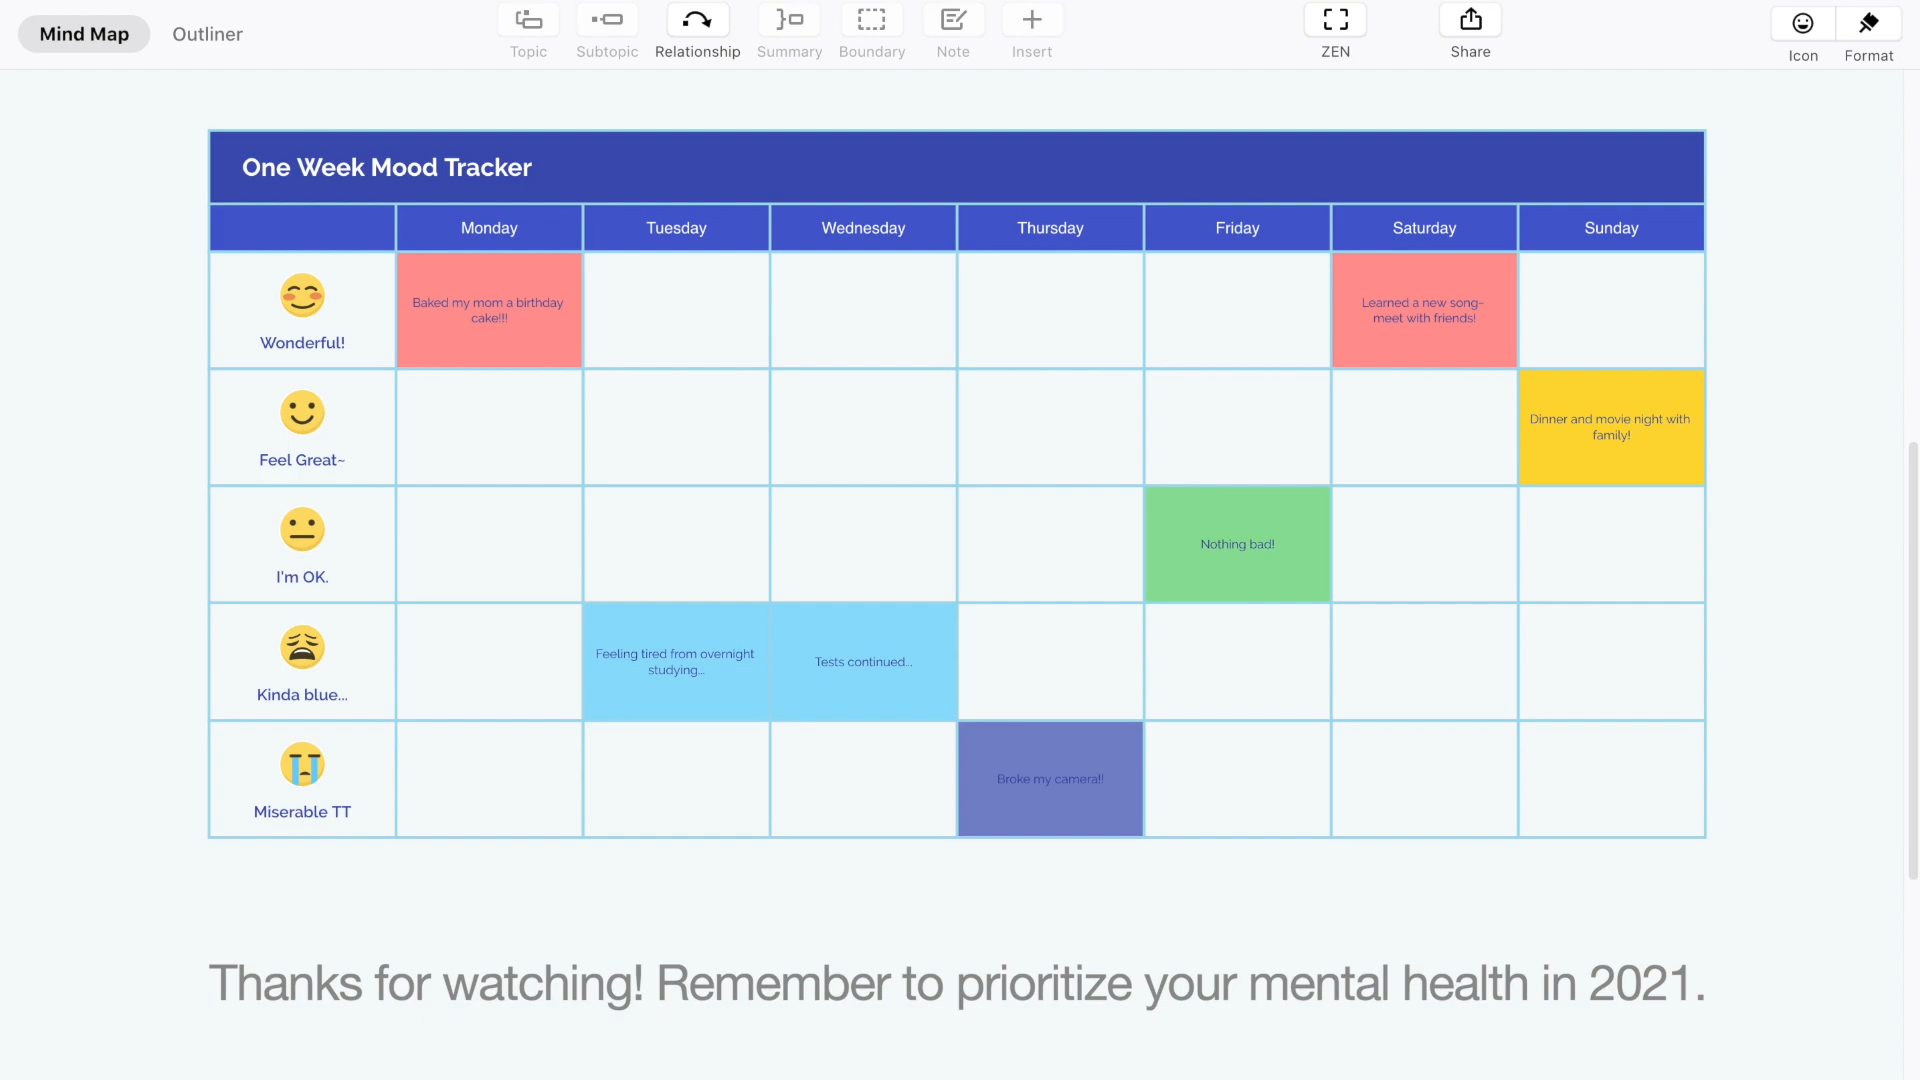 Mind Map
Outliner
Topic
Subtopic
Relationship
Summary
Boundary
Note
Insert
ZEN
Share
Icon
Format
One Week Mood Tracker
Monday
Tuesday
Wednesday
Thursday
Friday
Saturday
Sunday
Wonderful!
Baked my mom a birthday
cake!!!
Learned a new song~
meet with friends!
Feel Great~
Dinner and movie night with
family!
I'm OK.
Nothing bad!
Kinda blue...
Feeling tired from overnight
studying...
Tests continued...
Miserable TT
Broke my camera!!
Thanks for watching! Remember to prioritize your mental health in 2021.